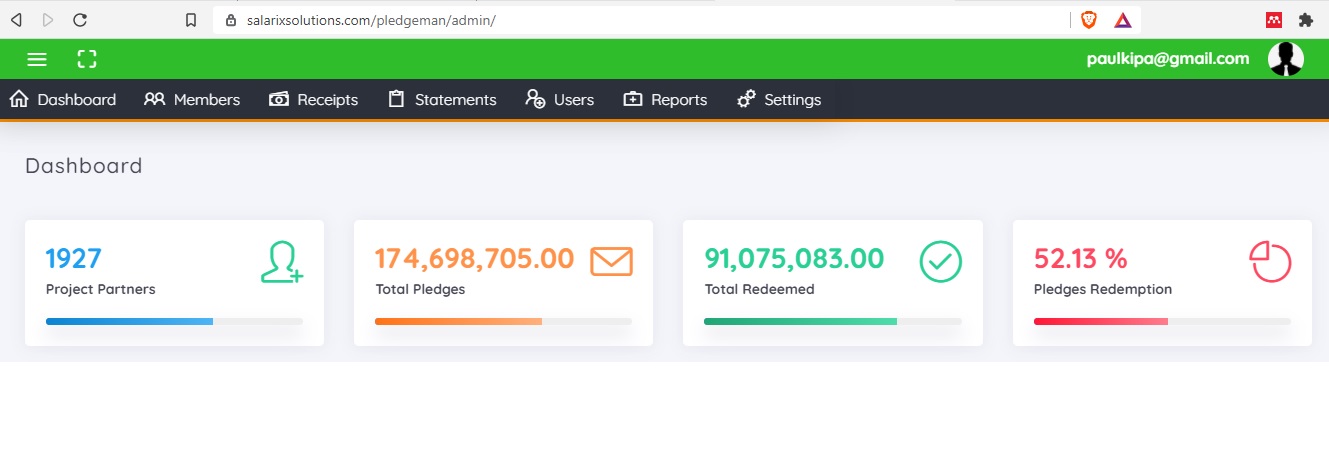 salarixsolutions.com/pledgeman/admin/
paulkipa@gmail.com
Dashboard Members Receipts Statements Users Reports Settings
Dashboard
1927
Project Partners
174,698,705.00
Total Pledges
91,075,083.00
Total Redeemed
52.13 %
Pledges Redemption